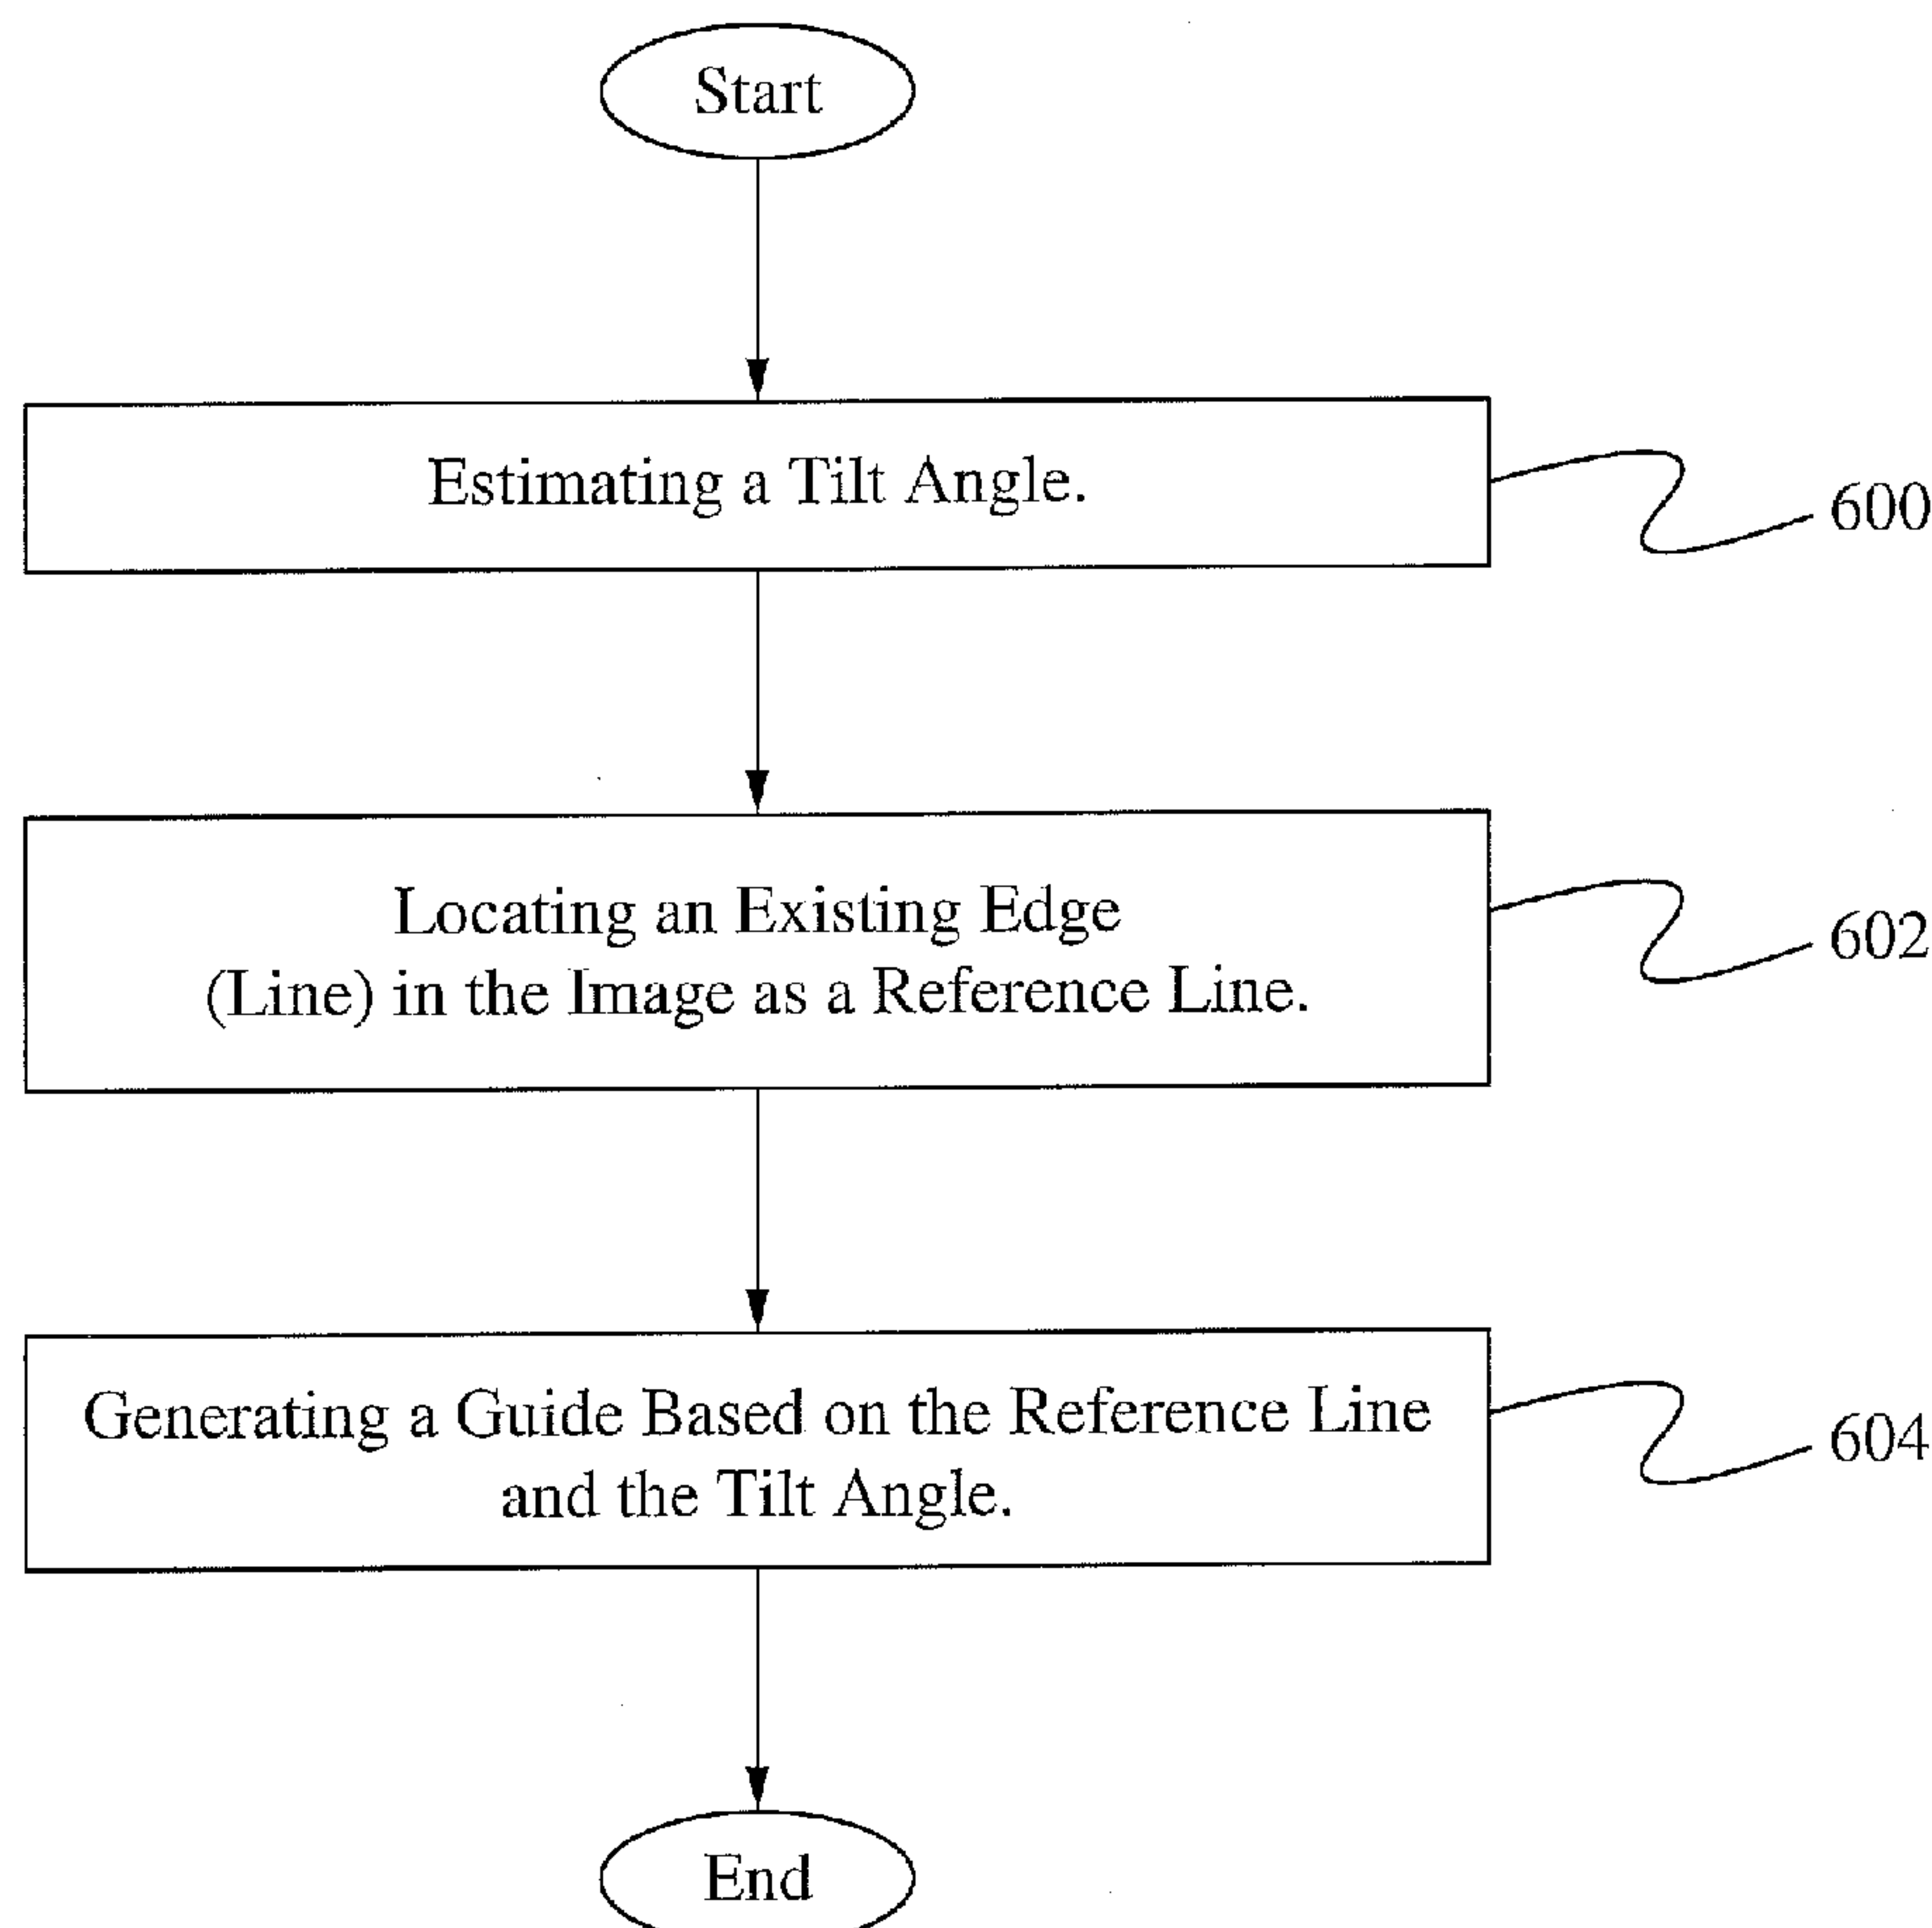 Start
Estimating a Tilt Angle.
600
Locating an Existing Edge
(Line) in the Image as a Reference Line.
602
Generating a Guide Based on the Reference Line
and the Tilt Angle.
604
End